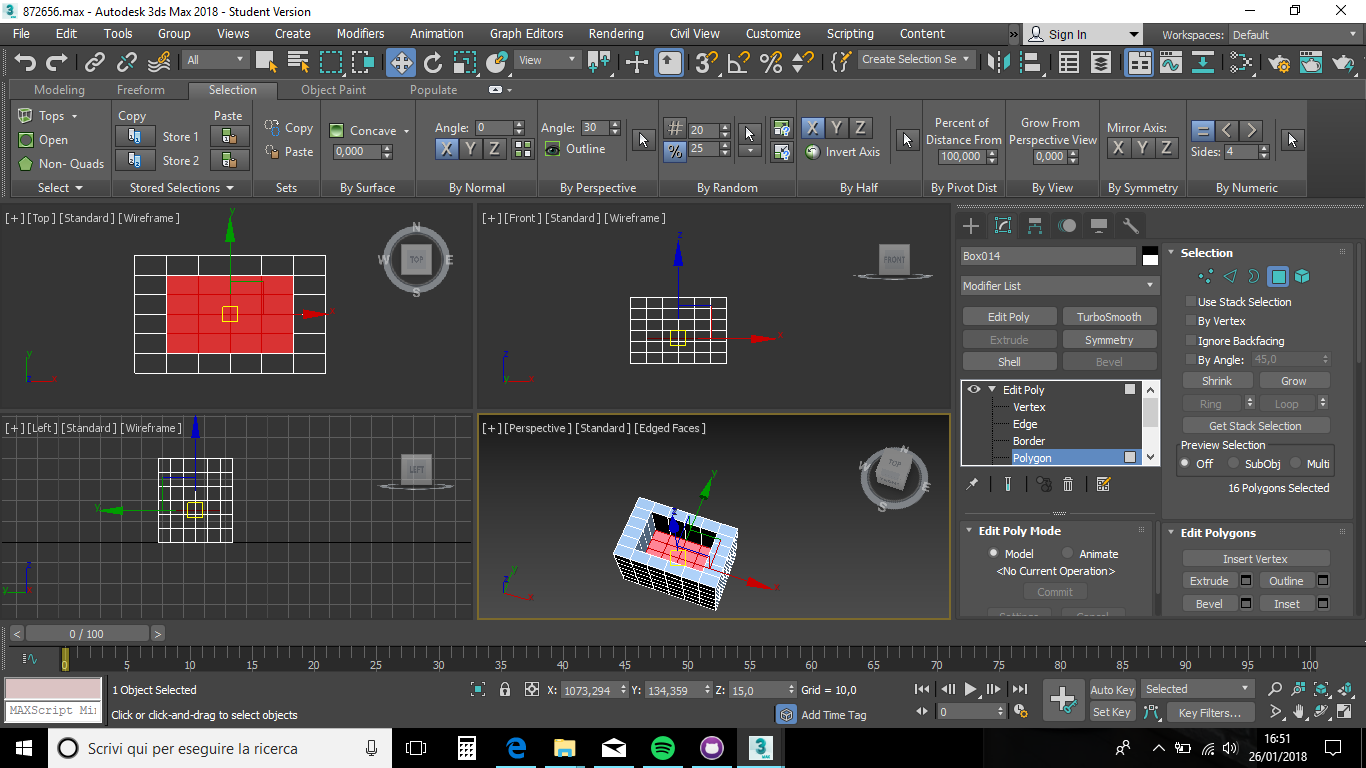 872656.max - Autodesk 3ds Max 2018 - Student Version
File Edit Tools Group Views Create Modifiers Animation Graph Editors Rendering Civil View Customize Scripting Content » Sign In Workspaces: Default
All View Create Selection Se
Modeling Freeform Selection Object Paint Populate
Tops Copy Paste Copy Concave Angle: 0 Angle: 30 20 X Y Z Percent of Grow From Mirror Axis: = < >
Open Store 1 Paste 0,000 X Y Z Outline % 25 Invert Axis Distance From Perspective View X Y Z Sides: 4
Non- Quads Store 2 100,000 0,000
Select Stored Selections Sets By Surface By Normal By Perspective By Random By Half By Pivot Dist By View By Symmetry By Numeric
[+] [Top] [Standard] [Wireframe]
y
N
W TOP E
S
x
y
z x
[+] [Front] [Standard] [Wireframe]
z
FRONT
x
z
y x
[+] [Left] [Standard] [Wireframe]
LEFT
y
z
y
[+] [Perspective] [Standard] [Edged Faces]
N
W TOP E
S
y
x
z y
x
Box014
Modifier List
Edit Poly TurboSmooth
Extrude Symmetry
Shell Bevel
Edit Poly
Vertex
Edge
Border
Polygon
Edit Poly Mode
Model Animate
<No Current Operation>
Commit
Settings Cancel
Selection
Use Stack Selection
By Vertex
Ignore Backfacing
By Angle: 45,0
Shrink Grow
Ring Loop
Get Stack Selection
Preview Selection
Off SubObj Multi
16 Polygons Selected
Edit Polygons
Insert Vertex
Extrude Outline
Bevel Inset
< 0 / 100 >
0 5 10 15 20 25 30 35 40 45 50 55 60 65 70 75 80 85 90 95 100
1 Object Selected X: 1073,294 Y: 134,359 Z: 15,0 Grid = 10,0 Auto Key Selected
MAXScript Mi Click or click-and-drag to select objects Add Time Tag 0 Set Key Key Filters...
Scrivi qui per eseguire la ricerca
3
MAX
16:51
26/01/2018